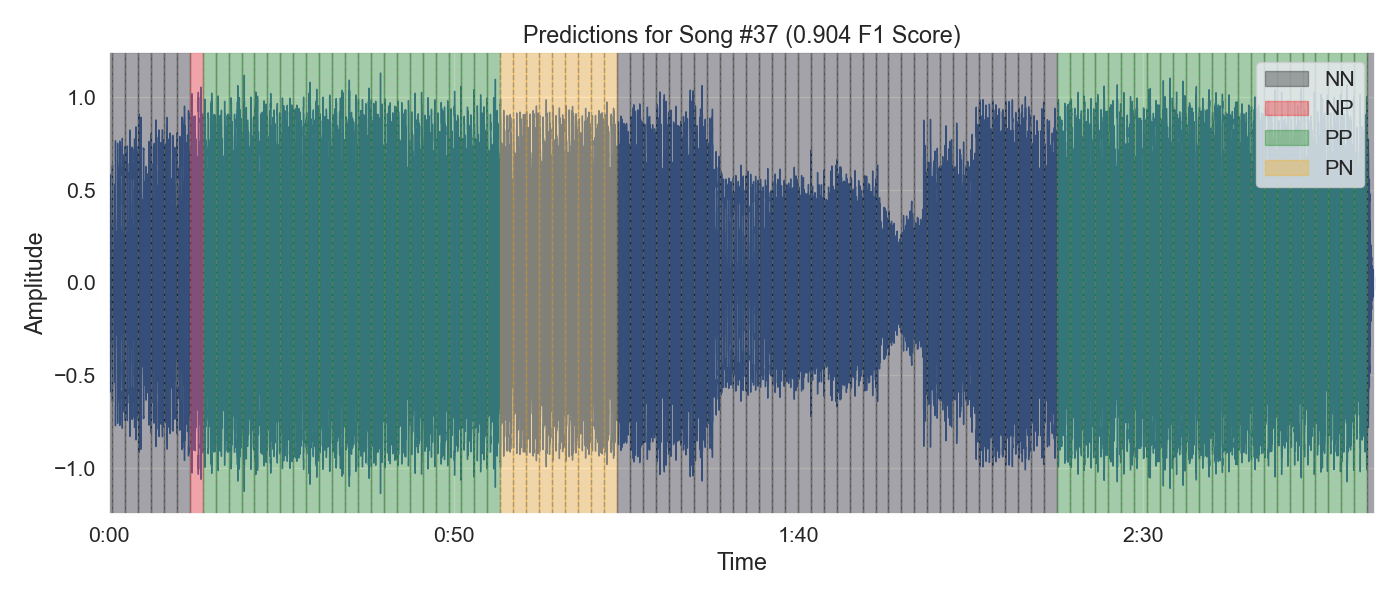 Predictions for Song #37 (0.904 F1 Score)
NN
NP
PP
PN
1.0
0.5
0.0
−0.5
−1.0
Amplitude
0:00
0:50
1:40
2:30
Time